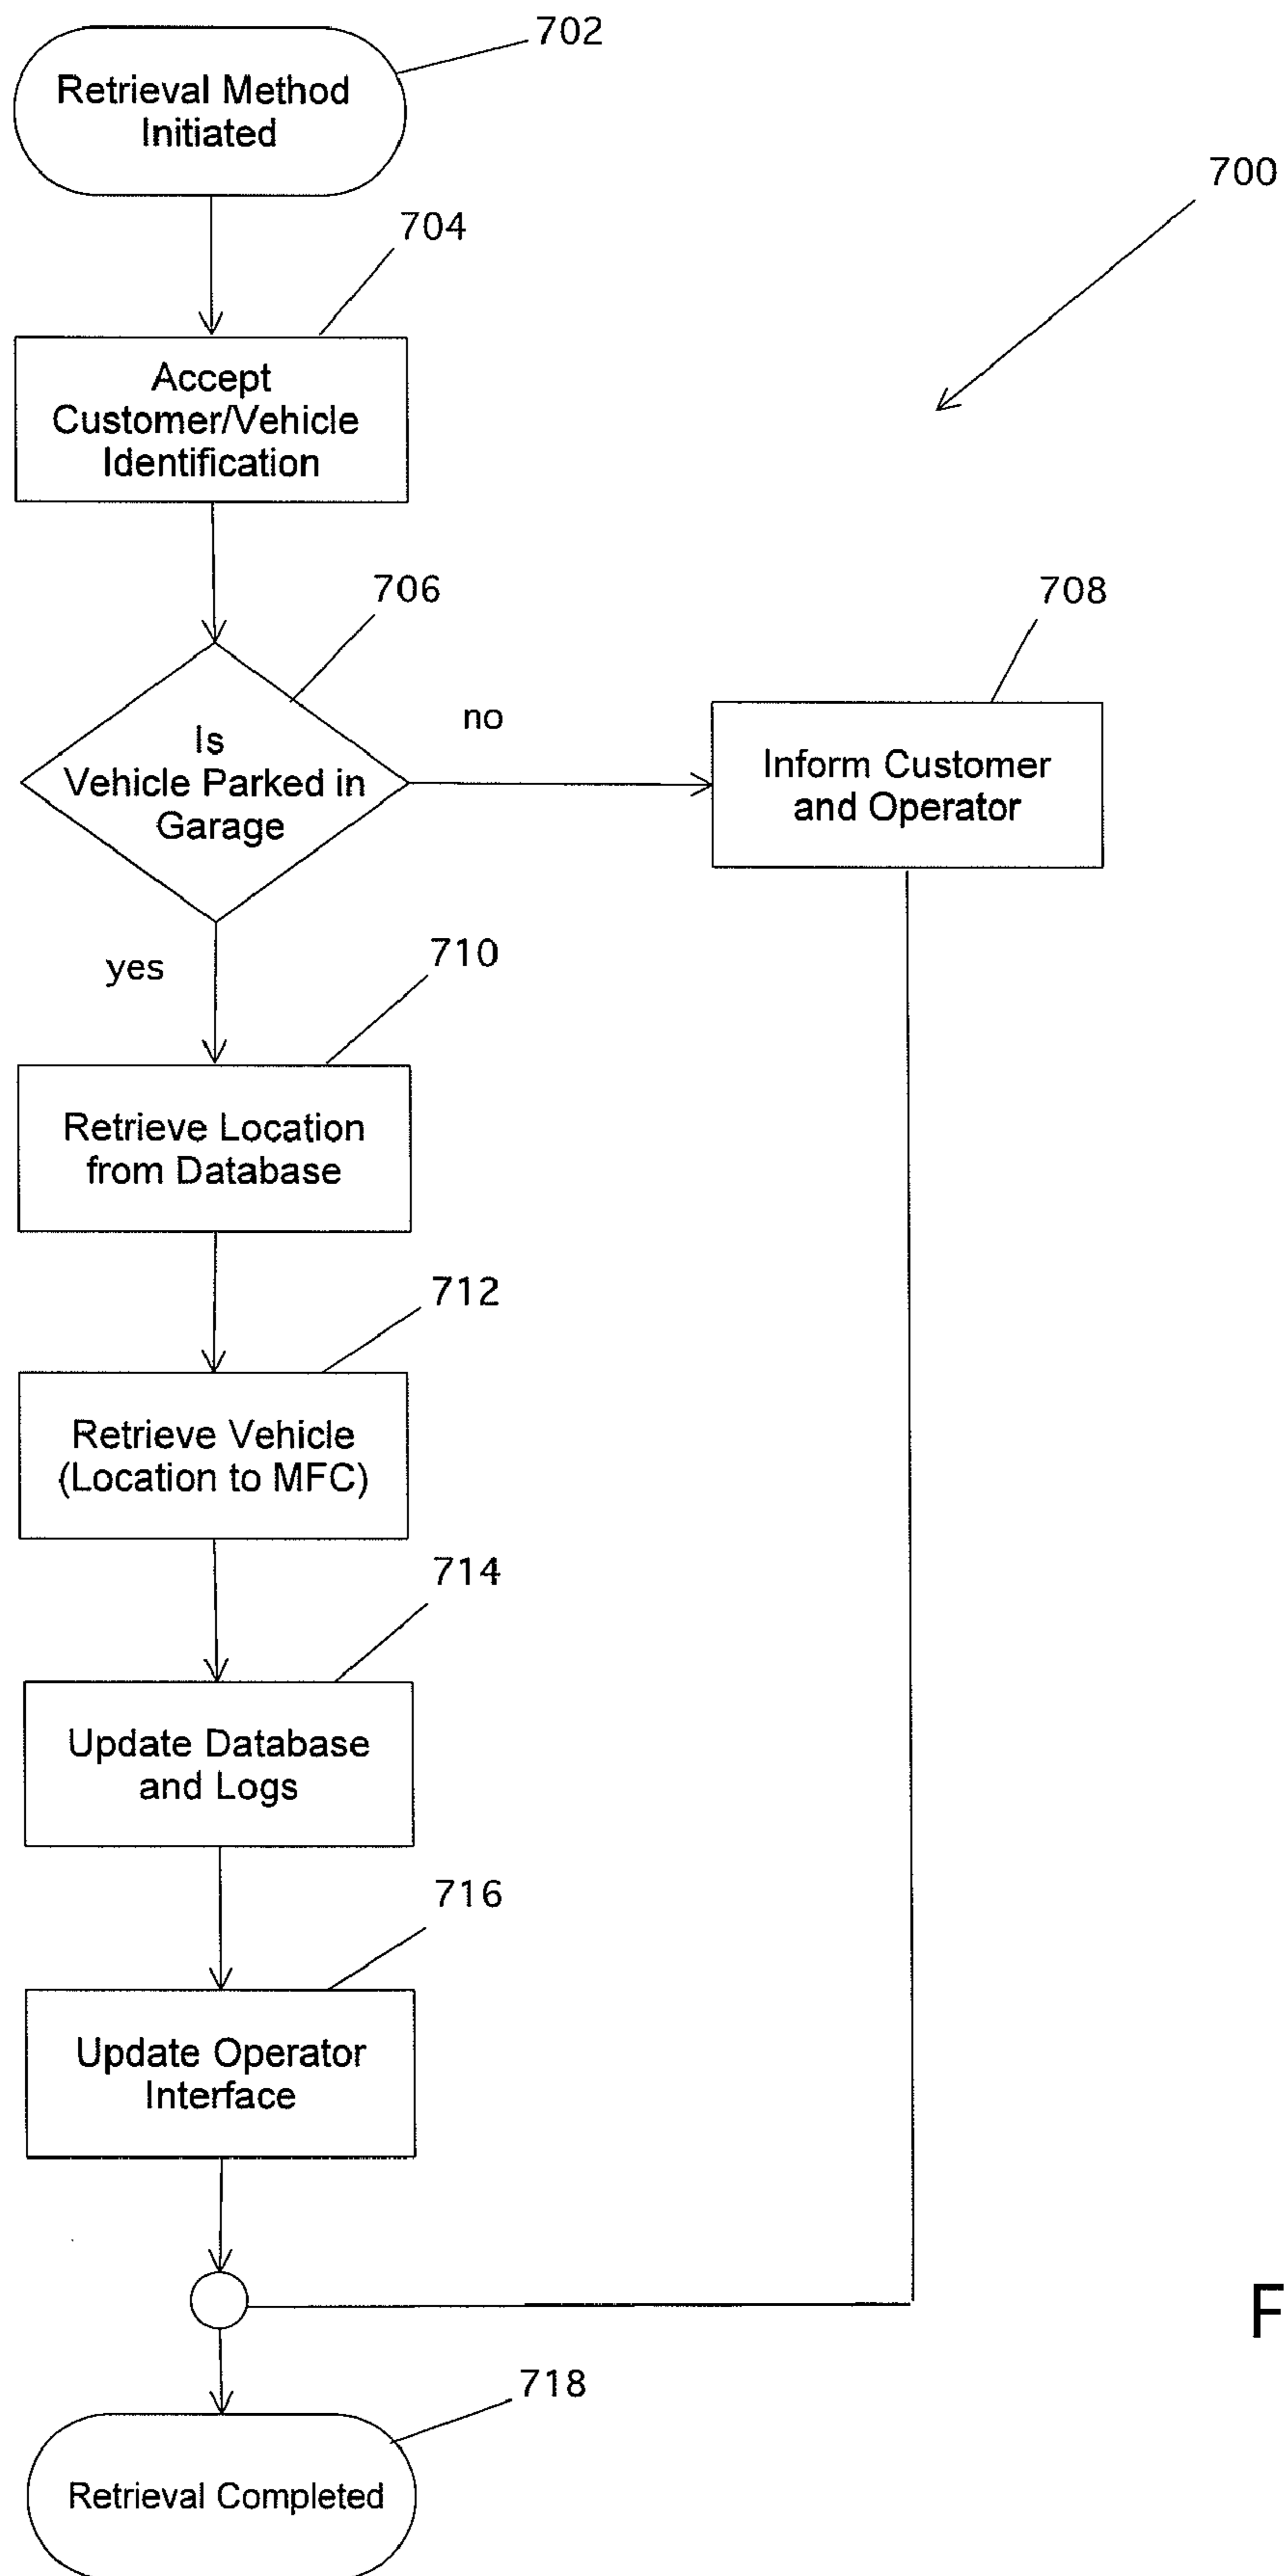 702
Retrieval Method
Initiated
700
704
Accept
Customer/Vehicle
Identification
706
708
no
Is
Vehicle Parked in
Garage
Inform Customer
and Operator
yes
710
Retrieve Location
from Database
712
Retrieve Vehicle
(Location to MFC)
714
Update Database
and Logs
716
Update Operator
Interface
F
718
Retrieval Completed